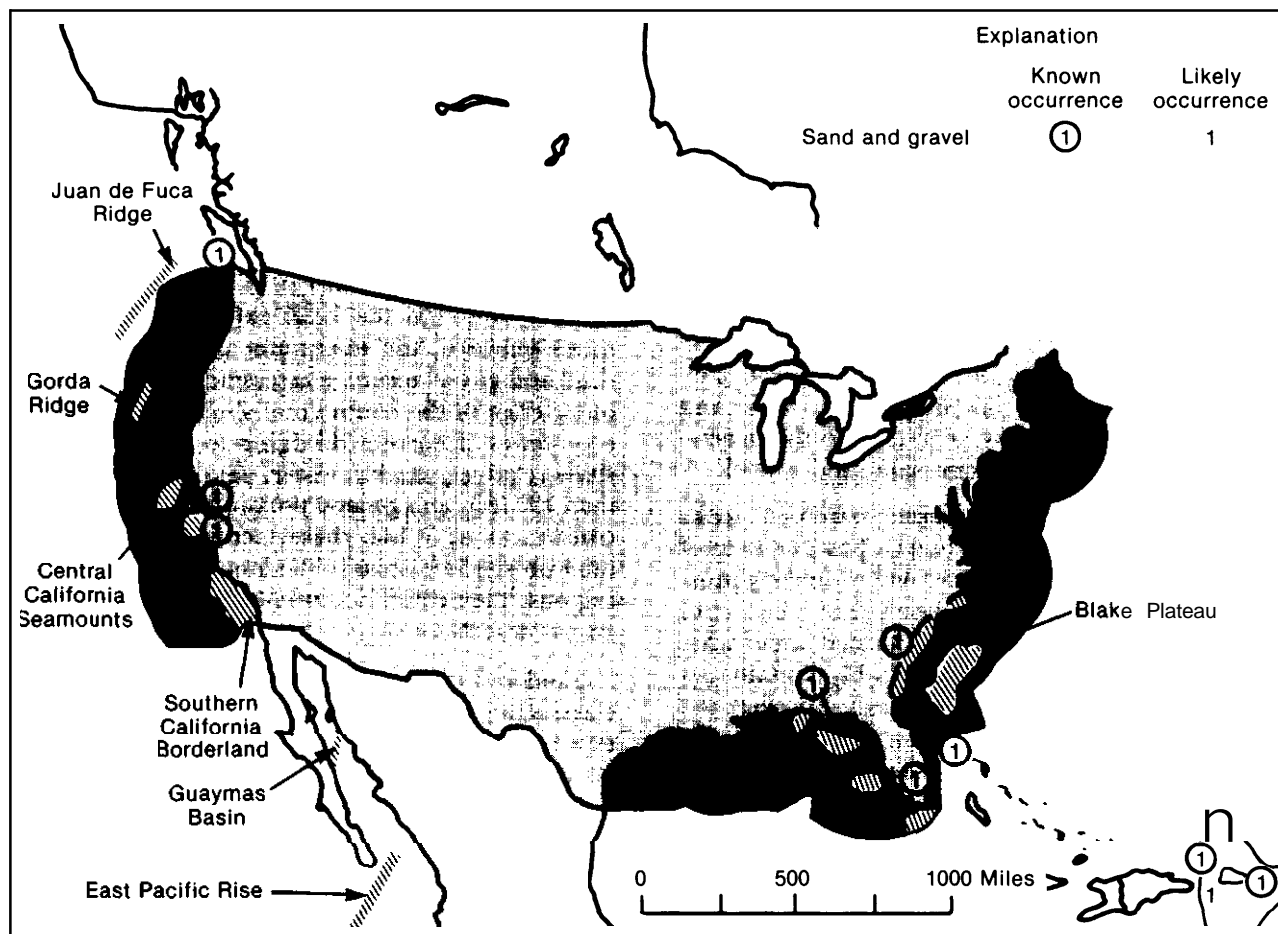 Explanation
Known
occurrence
Likely
occurrence
Sand and gravel
1
1
Juan de Fuca
Ridge
1
Gorda
Ridge
Central
California
Seamounts
Blake Plateau
1
Southern
California
Borderland
1
Guaymas
Basin
n
1
1
1
East Pacific Rise
0 500 1000 Miles